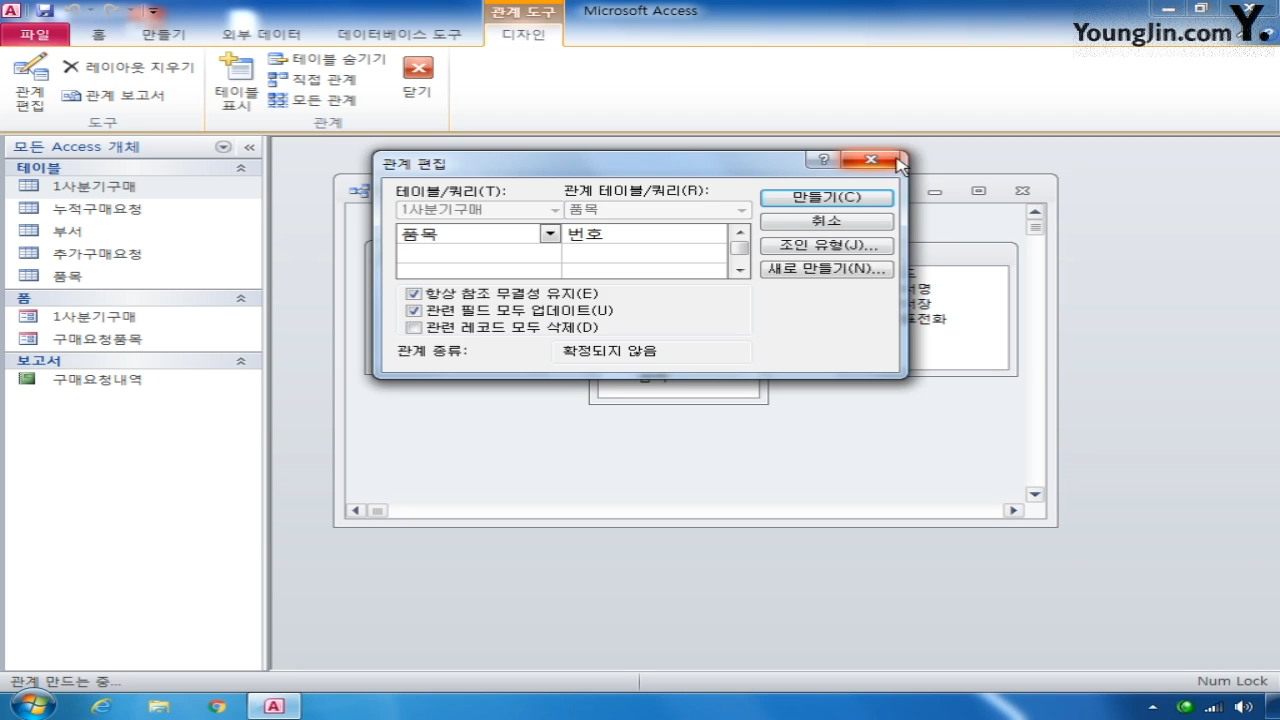 관계 도구
Microsoft Access
YoungJin.com Y.
파일
홈
만들기
외부 데이터
데이터베이스 도구
디자인
관계 편집
레이아웃 지우기
관계 보고서
도구
테이블 표시
테이블 숨기기
직접 관계
모든 관계
닫기
관계
모든 Access 개체
테이블
1사분기구매
누적구매요청
부서
추가구매요청
품목
폼
1사분기구매
구매요청품목
보고서
구매요청내역
관계 편집
테이블/쿼리(T):
관계 테이블/쿼리(R):
1사분기구매
품목
품목
번호
항상 참조 무결성 유지(E)
관련 필드 모두 업데이트(U)
관련 레코드 모두 삭제(D)
관계 종류:
확정되지 않음
만들기(C)
취소
조인 유형(J)...
새로 만들기(N)...
관계 만드는 중...
Num Lock